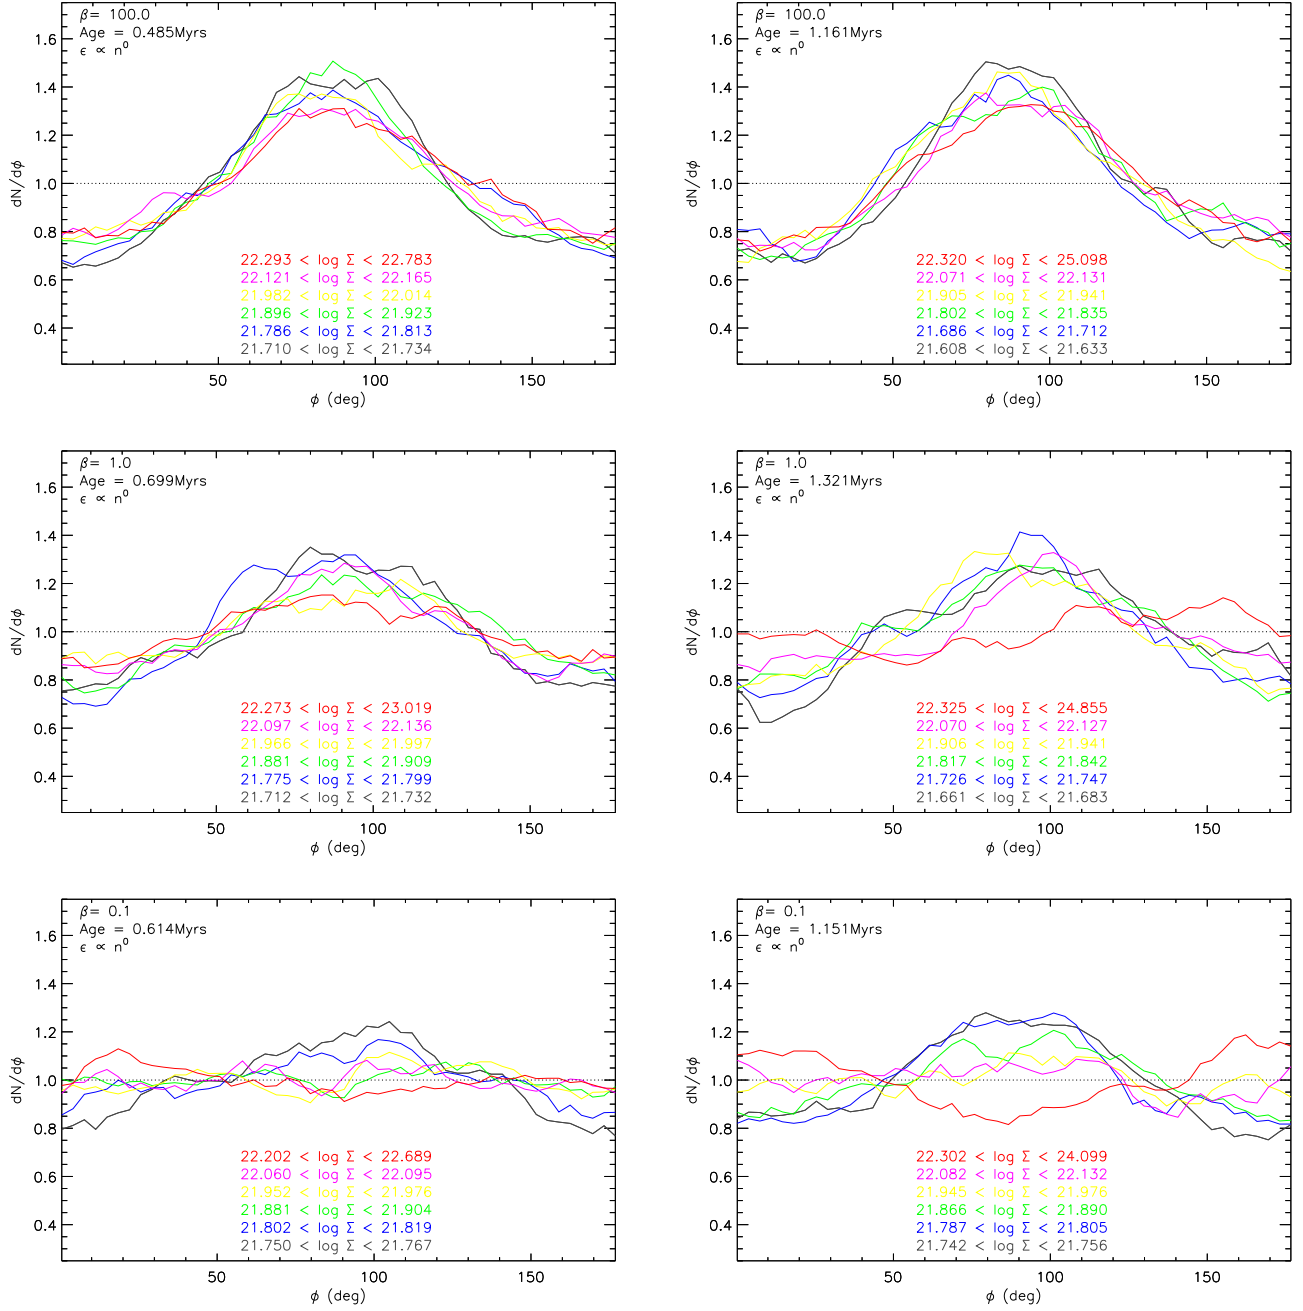 β= 100.0
Age = 0.485Myrs
ϵ ∝ n⁰
1.6
1.4
1.2
1.0
0.8
0.6
0.4
dN/dϕ
22.293 < log Σ < 22.783
22.121 < log Σ < 22.165
21.982 < log Σ < 22.014
21.896 < log Σ < 21.923
21.786 < log Σ < 21.813
21.710 < log Σ < 21.734
50 100 150
ϕ (deg)
β= 100.0
Age = 1.161Myrs
ϵ ∝ n⁰
1.6
1.4
1.2
1.0
0.8
0.6
0.4
dN/dϕ
22.320 < log Σ < 25.098
22.071 < log Σ < 22.131
21.905 < log Σ < 21.941
21.802 < log Σ < 21.835
21.686 < log Σ < 21.712
21.608 < log Σ < 21.633
50 100 150
ϕ (deg)
β= 1.0
Age = 0.699Myrs
ϵ ∝ n⁰
1.6
1.4
1.2
1.0
0.8
0.6
0.4
dN/dϕ
22.273 < log Σ < 23.019
22.097 < log Σ < 22.136
21.966 < log Σ < 21.997
21.881 < log Σ < 21.909
21.775 < log Σ < 21.799
21.712 < log Σ < 21.732
50 100 150
ϕ (deg)
β= 1.0
Age = 1.321Myrs
ϵ ∝ n⁰
1.6
1.4
1.2
1.0
0.8
0.6
0.4
dN/dϕ
22.325 < log Σ < 24.855
22.070 < log Σ < 22.127
21.906 < log Σ < 21.941
21.817 < log Σ < 21.842
21.726 < log Σ < 21.747
21.661 < log Σ < 21.683
50 100 150
ϕ (deg)
β= 0.1
Age = 0.614Myrs
ϵ ∝ n⁰
1.6
1.4
1.2
1.0
0.8
0.6
0.4
dN/dϕ
22.202 < log Σ < 22.689
22.060 < log Σ < 22.095
21.952 < log Σ < 21.976
21.881 < log Σ < 21.904
21.802 < log Σ < 21.819
21.750 < log Σ < 21.767
50 100 150
ϕ (deg)
β= 0.1
Age = 1.151Myrs
ϵ ∝ n⁰
1.6
1.4
1.2
1.0
0.8
0.6
0.4
dN/dϕ
22.302 < log Σ < 24.099
22.082 < log Σ < 22.132
21.945 < log Σ < 21.976
21.866 < log Σ < 21.890
21.787 < log Σ < 21.805
21.742 < log Σ < 21.756
50 100 150
ϕ (deg)